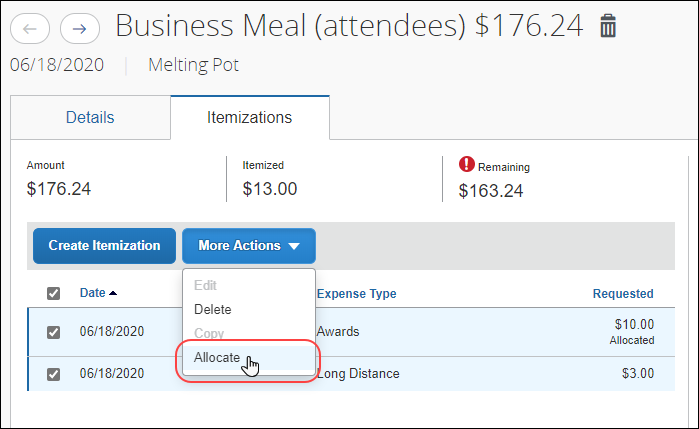 Business Meal (attendees) $176.24
06/18/2020 | Melting Pot
Details Itemizations
Amount Itemized Remaining
$176.24 $13.00 $163.24
Create Itemization More Actions
Edit
Date Expense Type Requested
Delete
06/18/2020 Copy Awards $10.00
Allocated
Allocate
06/18/2020 Long Distance $3.00